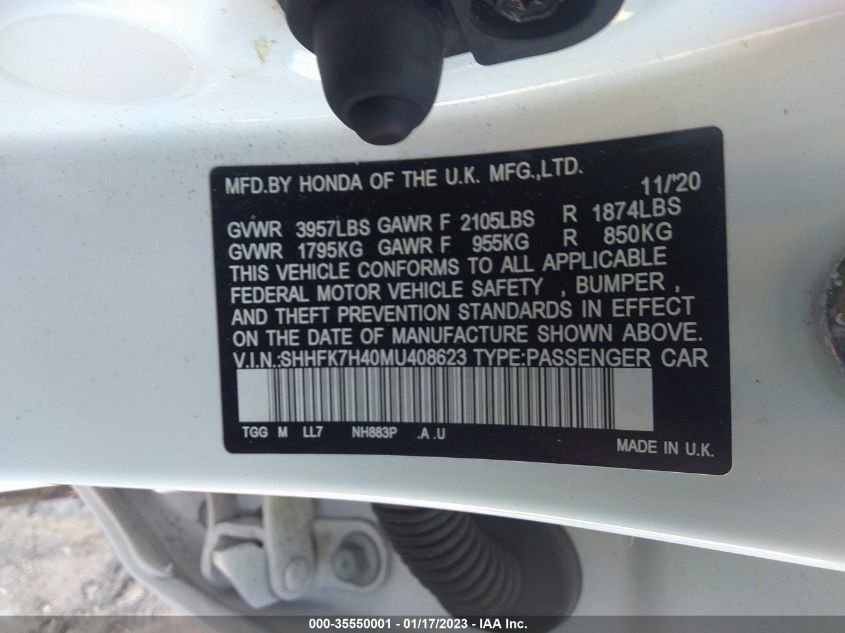 MFD.BY HONDA OF THE U.K. MFG.,LTD.
11/'20
GVWR 3957LBS GAWR F 2105LBS R 1874LBS
GVWR 1795KG GAWR F 955KG R 850KG
THIS VEHICLE CONFORMS TO ALL APPLICABLE
FEDERAL MOTOR VEHICLE SAFETY , BUMPER ,
AND THEFT PREVENTION STANDARDS IN EFFECT
ON THE DATE OF MANUFACTURE SHOWN ABOVE.
V.I.N.:SHHFK7H40MU408623 TYPE:PASSENGER CAR
TGG M LL7 NH883P .A .U
MADE IN U.K.
000-35550001 | 01/17/2023 | IAA Inc.